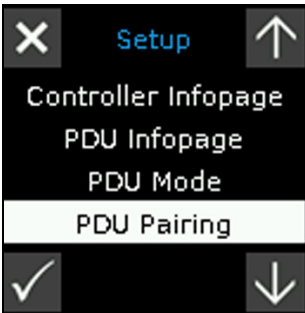 Setup
Controller Infopage
PDU Infopage
PDU Mode
PDU Pairing